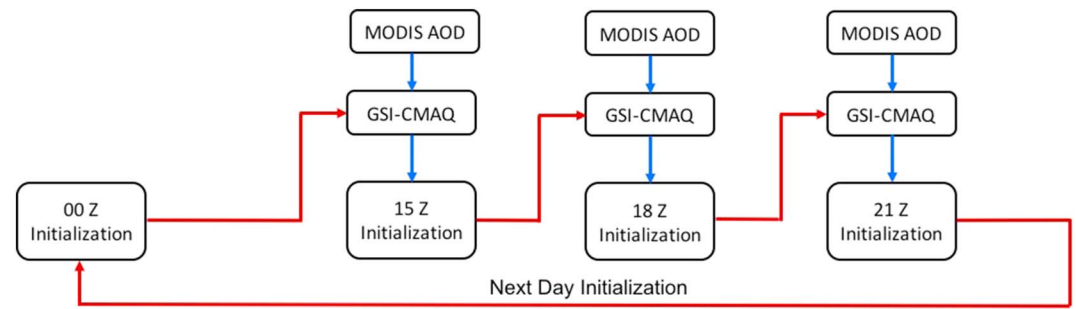 MODIS AOD
MODIS AOD
MODIS AOD
GSI-CMAQ
GSI-CMAQ
GSI-CMAQ
00 Z
Initialization
15 Z
Initialization
18 Z
Initialization
21 Z
Initialization
Next Day Initialization